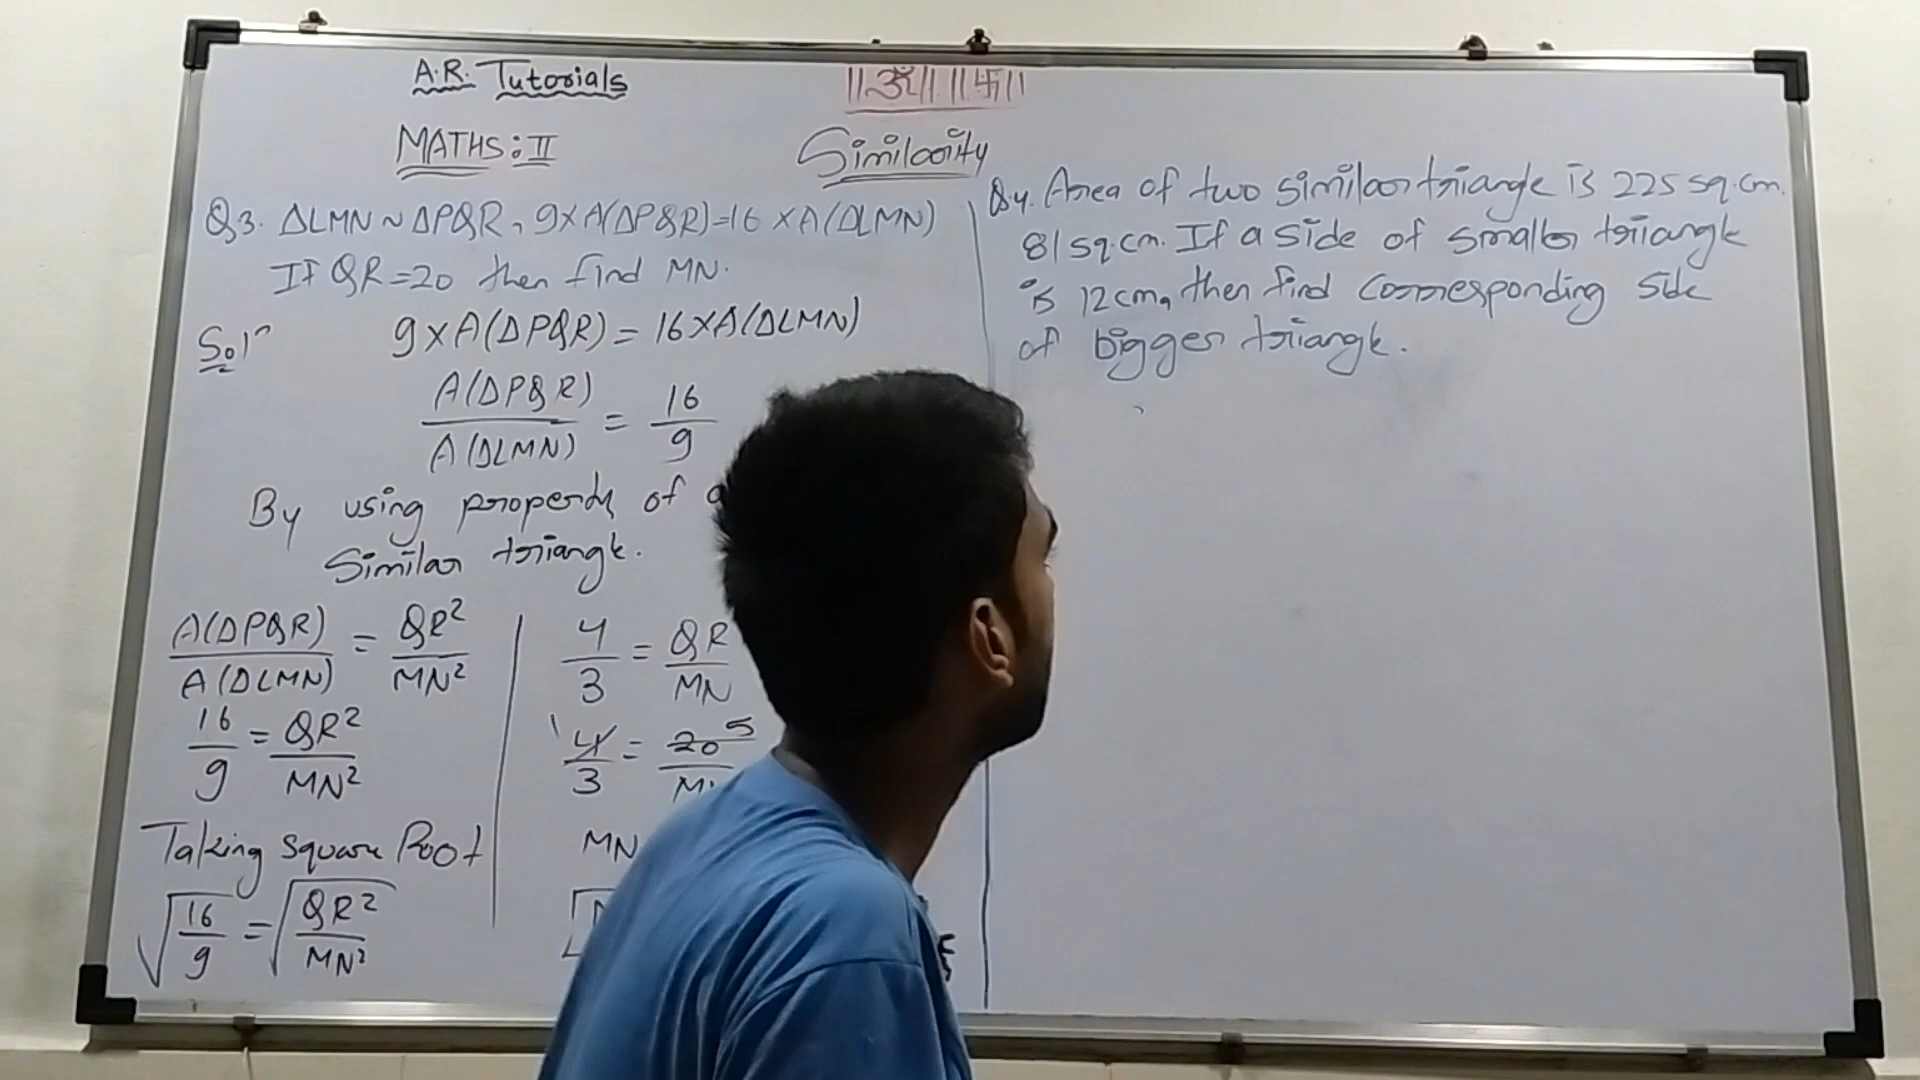 A.R. Tutorials
॥ॐ॥ ॥卐॥
MATHS: II
Similarity
Q3. ΔLMN ~ ΔPQR, 9×A(ΔPQR)=16 ×A(ΔLMN)
If QR=20 then find MN.
Solⁿ
9×A(ΔPQR) = 16×A(ΔLMN)
A(ΔPQR)/A(ΔLMN) = 16/9
By using property of
Similar triangle.
A(ΔPQR)/A(ΔLMN) = QR²/MN²
16/9 = QR²/MN²
Taking square Root
√16/9 = √QR²/MN²
4/3 = QR/MN
1 4/3 = 20 5/
MN
Q4. Area of two similar triangle is 225 sq.cm.
81 sq.cm. If a side of smaller triangle
is 12cm, then find corresponding side
of bigger triangle.